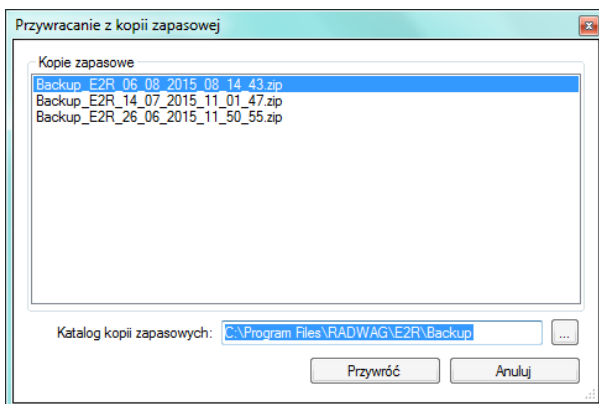 Przywracanie z kopii zapasowej
Kopie zapasowe
Backup_E2R_06_08_2015_08_14_43.zip
Backup_E2R_14_07_2015_11_01_47.zip
Backup_E2R_26_06_2015_11_50_55.zip
Katalog kopii zapasowych: C:\Program Files\RADWAG\E2R\Backup ...
Przywróć Anuluj